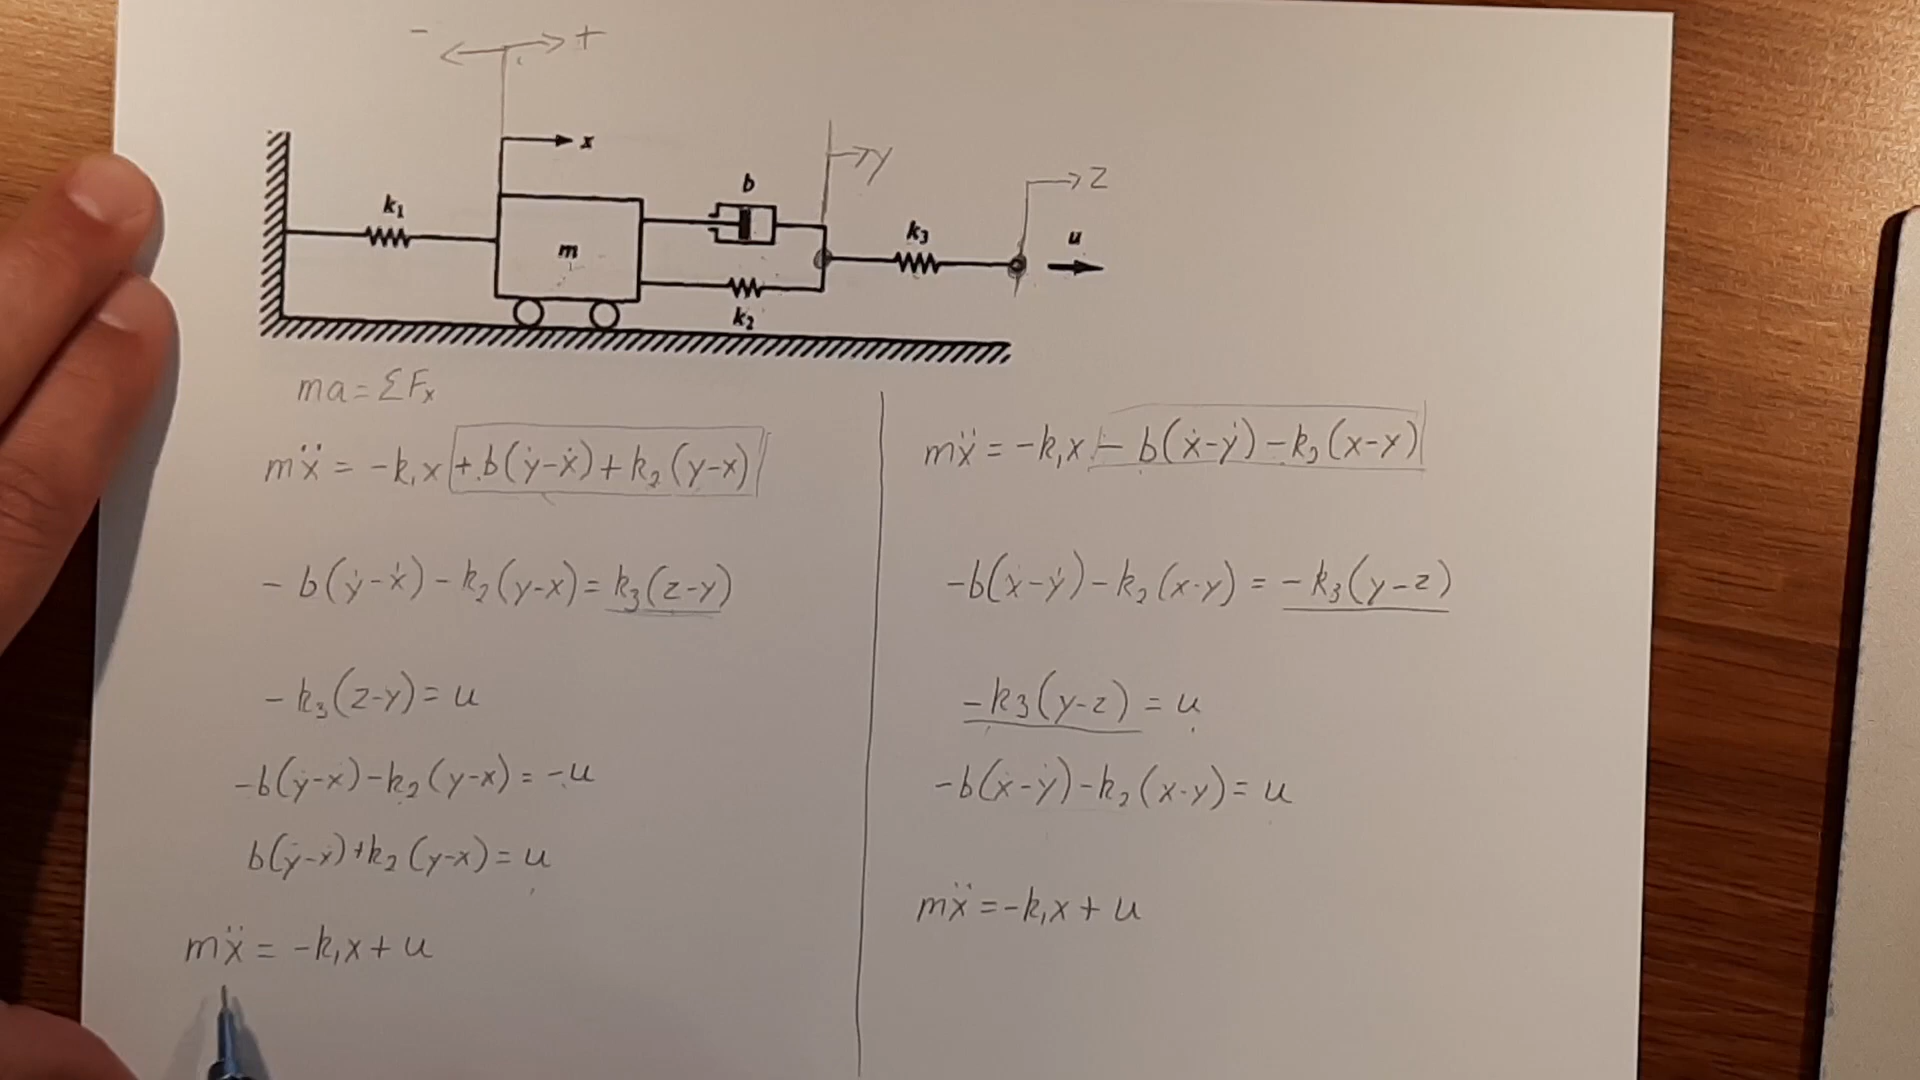 - +
x
y
z
b
k₁
k₃
u
m
k₂
ma = ΣFₓ
mẍ = -k₁x + b(ẏ-ẋ) + k₂(y-x)
- b(ẏ-ẋ) - k₂(y-x) = k₃(z-y)
- k₃(z-y) = u
-b(ẏ-ẋ) - k₂(y-x) = -u
b(ẏ-ẋ) + k₂(y-x) = u
mẍ = -k₁x + u
mẍ = -k₁x - b(ẋ-ẏ) - k₂(x-y)
-b(ẋ-ẏ) - k₂(x-y) = -k₃(y-z)
-k3(y-z) = u
-b(ẋ-ẏ) - k₂(x-y) = u
mẍ = -k₁x + u